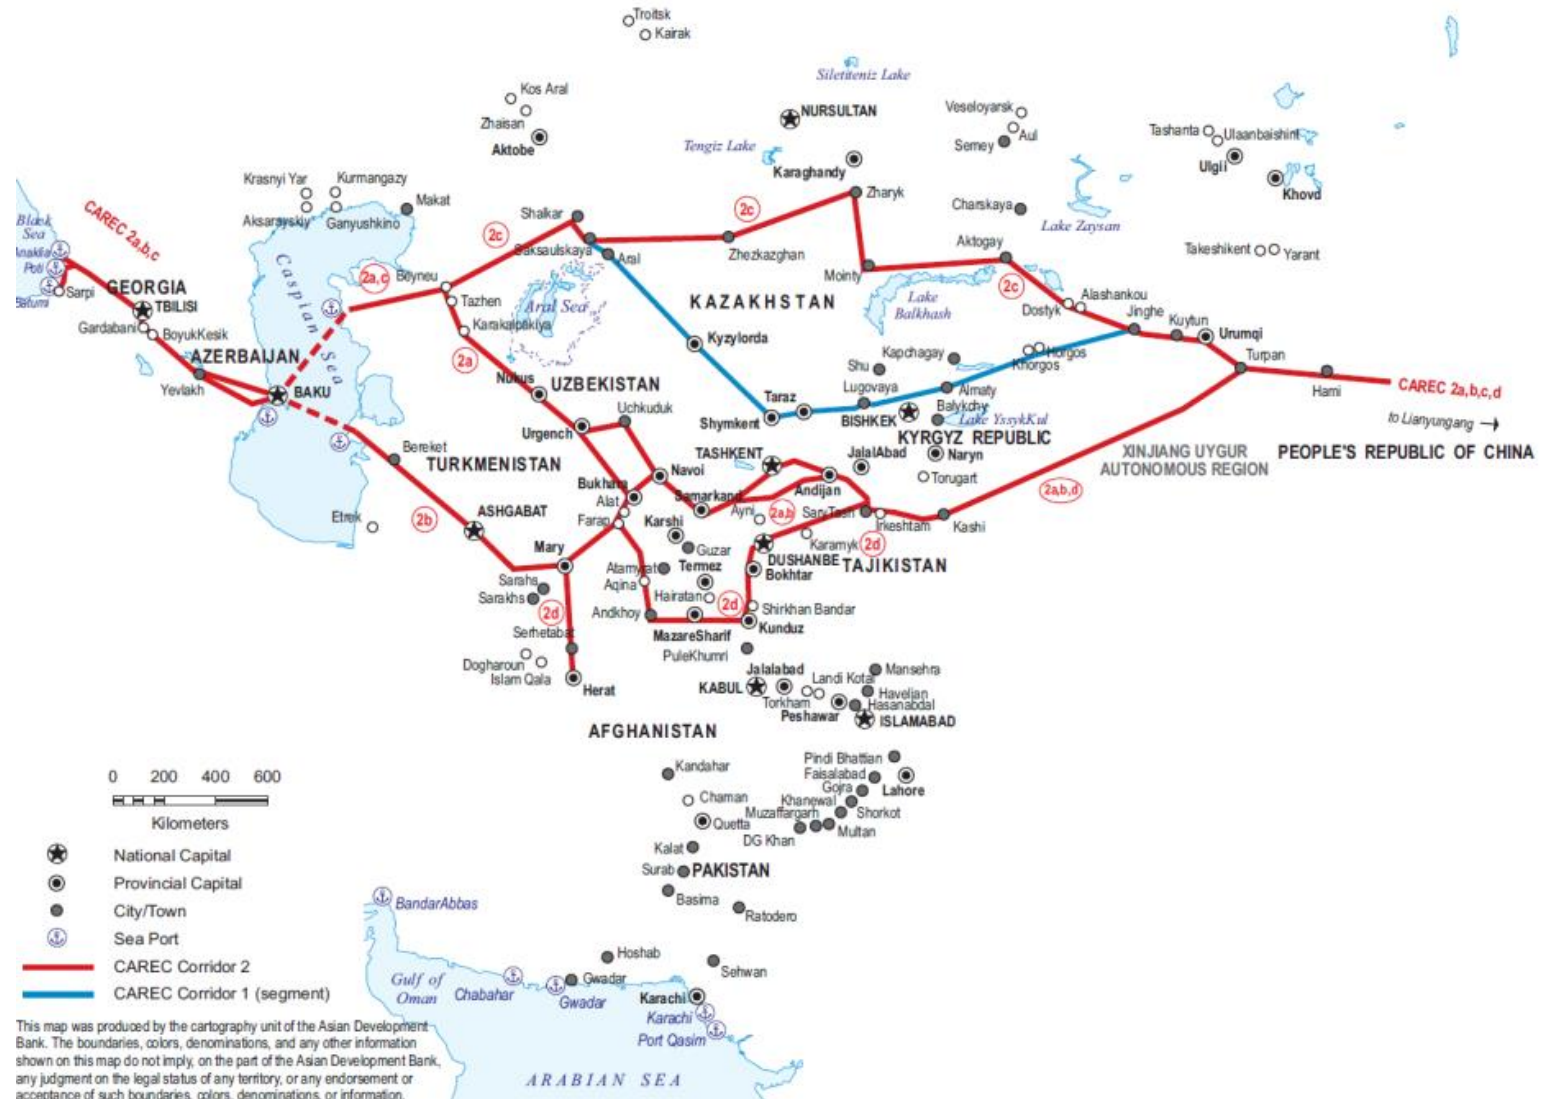 Troitsk
Kairak
Siletiteniz Lake
Kos Aral
Zhaisan
Aktobe
NURSULTAN
Tengiz Lake
Karaghandy
Zharyk
Veseloyarsk
Aul
Semey
Charskaya
Lake Zaysan
Tashanta
Ulaanbaishint
Ulgii
Khovd
Takeshikent
Yarant
Krasnyi Yar
Kurmangazy
Aksarayskiy
Ganyushkino
Makat
Black
Sea
Anaklia
Poti
Batumi
Sarpi
CAREC 2a,b,c
GEORGIA
TBILISI
Gardabani
BoyukKesik
AZERBAIJAN
Yevlakh
BAKU
Caspian Sea
2a,c
Beyneu
2c
Shalkar
Saksaulskaya
Aral
2c
Zhezkazghan
Mointy
Aktogay
2c
Dostyk
Alashankou
Jinghe
Kuytun
Urumqi
Turpan
Hami
CAREC 2a,b,c,d
to Lianyungang
Tazhen
Karakalpakiya
2a
Aral Sea
KAZAKHSTAN
Lake
Balkhash
Kyzylorda
Kapchagay
Shu
Khorgos
Horgos
Lugovaya
Almaty
Taraz
Shymkent
BISHKEK
Balykchy
Lake YssykKul
KYRGYZ REPUBLIC
Nukus
UZBEKISTAN
Uchkuduk
Urgench
TASHKENT
JalalAbad
Naryn
Torugart
XINJIANG UYGUR
AUTONOMOUS REGION
PEOPLE'S REPUBLIC OF CHINA
2a,b,d
Bereket
TURKMENISTAN
Navoi
Bukhara
Alat
Farap
Samarkand
Andijan
Ayni
2a,b
SaryTash
Irkeshtam
Kashi
Etrek
2b
ASHGABAT
Mary
Karshi
Guzar
Karamyk
2d
DUSHANBE
TAJIKISTAN
Bokhtar
Atamyrat
Termez
Aqina
Hairatan
2d
Shirkhan Bandar
Sarahs
Sarakhs
2d
Andkhoy
MazareSharif
Kunduz
Serhetabat
PuleKhumri
Dogharoun
Islam Qala
Herat
Jalalabad
KABUL
Torkham
Landi Kotal
Peshawar
Mansehra
Havelian
Hasanabdal
ISLAMABAD
AFGHANISTAN
Kandahar
Chaman
Quetta
Pindi Bhattian
Faisalabad
Gojra
Lahore
Khanewal
Shorkot
Muzaffargarh
Multan
DG Khan
Kalat
Surab
PAKISTAN
Basima
Ratodero
Hoshab
Sehwan
BandarAbbas
Gulf of
Oman
Chabahar
Gwadar
Gwadar
Karachi
Karachi
Port Qasim
ARABIAN SEA
0 200 400 600
Kilometers
National Capital
Provincial Capital
City/Town
Sea Port
CAREC Corridor 2
CAREC Corridor 1 (segment)
This map was produced by the cartography unit of the Asian Development
Bank. The boundaries, colors, denominations, and any other information
shown on this map do not imply, on the part of the Asian Development Bank,
any judgment on the legal status of any territory, or any endorsement or
acceptance of such boundaries, colors, denominations, or information.